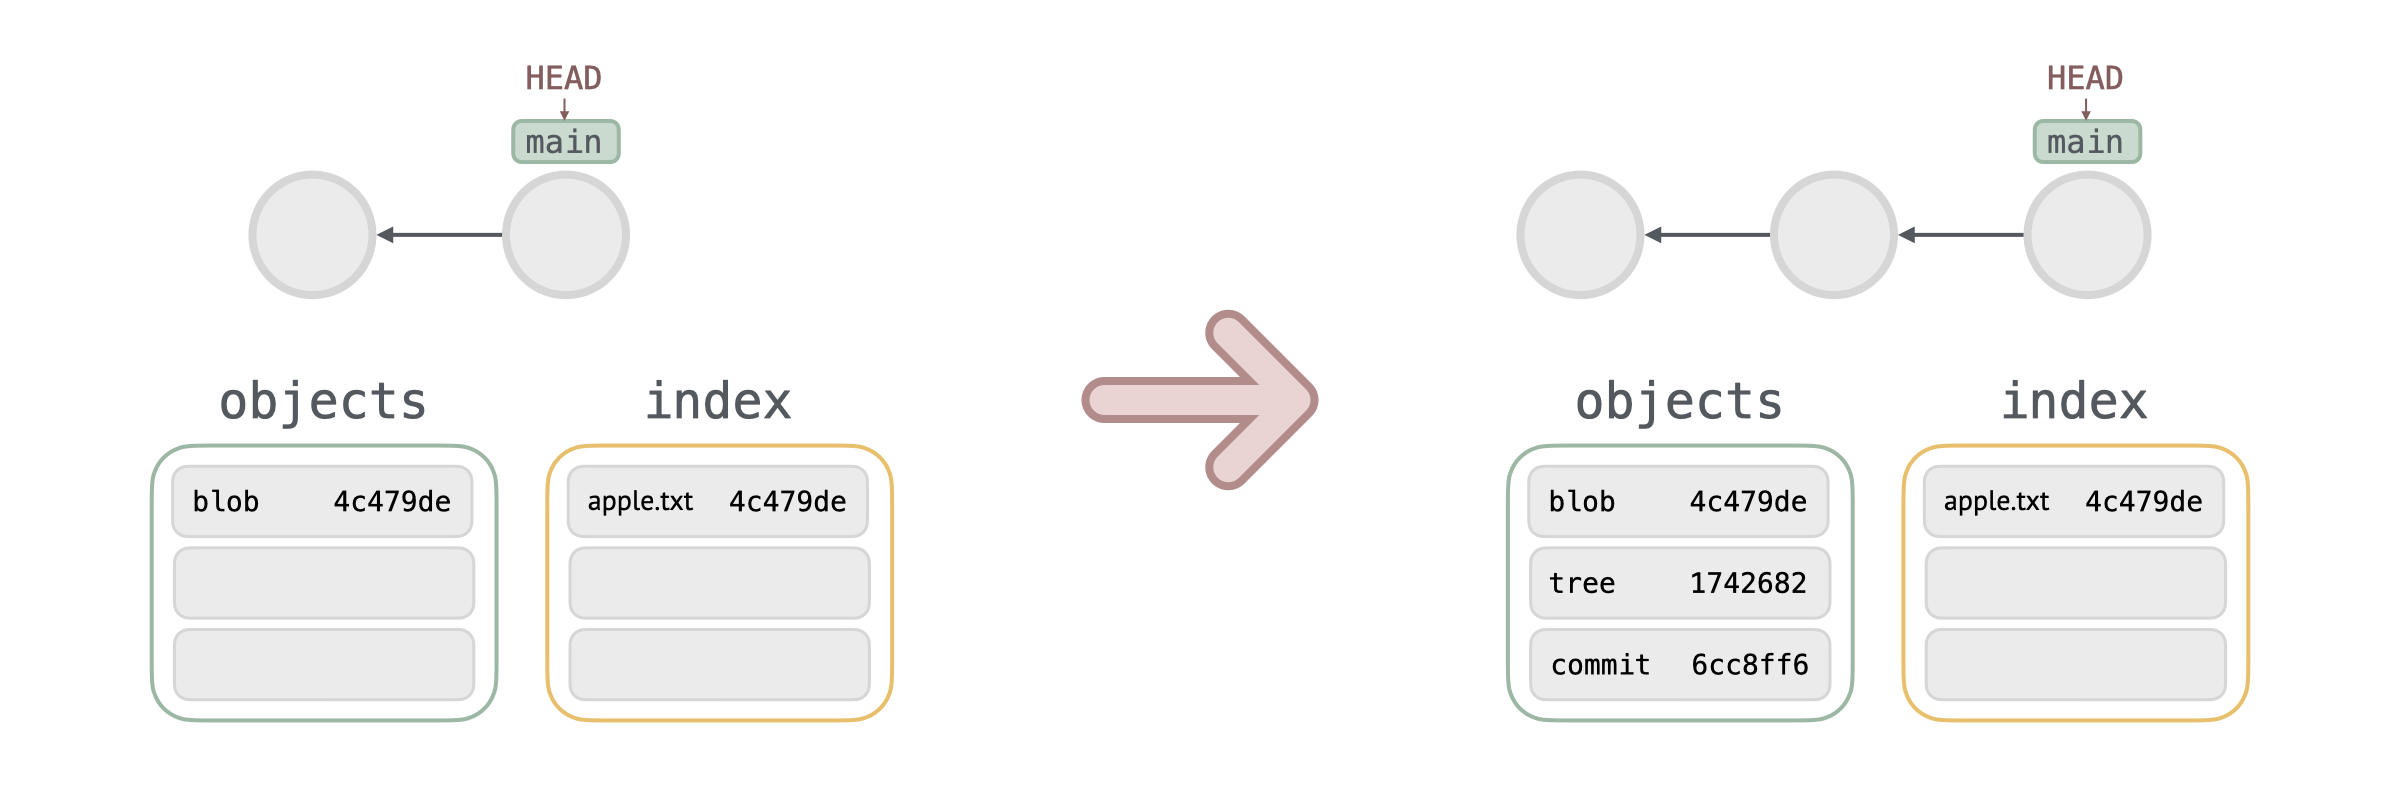 HEAD
main
objects
index
blob 4c479de
apple.txt 4c479de
HEAD
main
objects
index
blob 4c479de
tree 1742682
commit 6cc8ff6
apple.txt 4c479de